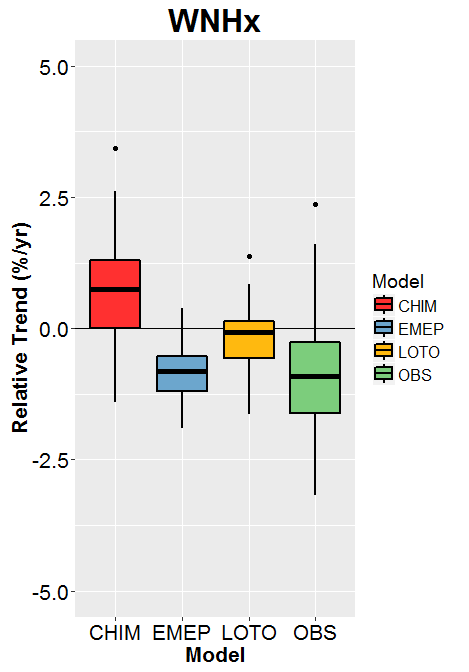 WNHx
5.0
2.5
0.0
-2.5
-5.0
Relative Trend (%/yr)
CHIM EMEP LOTO OBS
Model
Model
CHIM
EMEP
LOTO
OBS